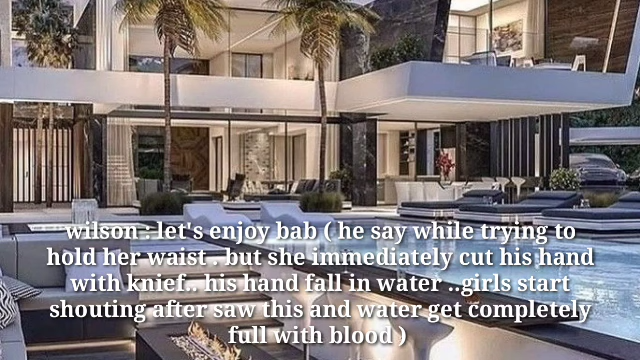 wilson : let's enjoy bab ( he say while trying to
hold her waist . but she immediately cut his hand
with knief.. his hand fall in water ..girls start
shouting after saw this and water get completely
full with blood )